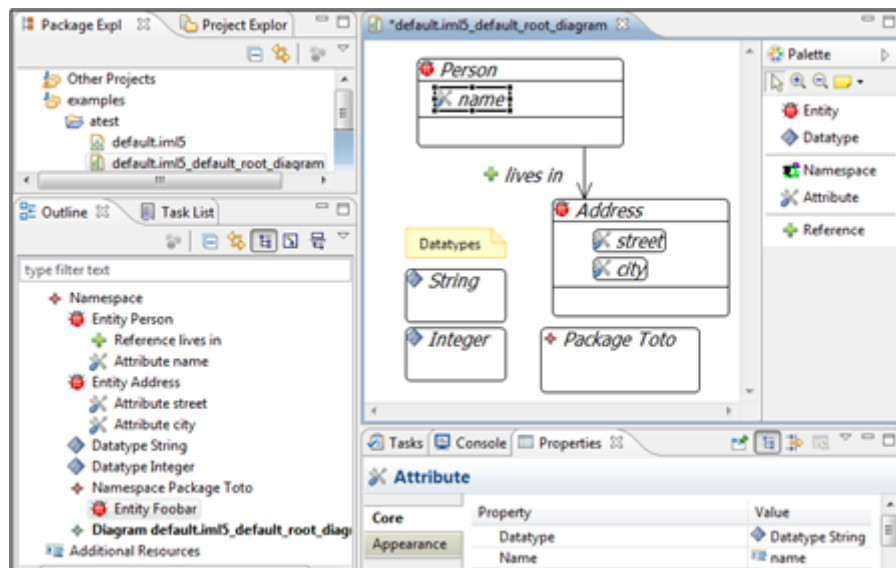 Package Expl
Project Explor
Other Projects
examples
atest
default.iml5
default.iml5_default_root_diagram
Outline
Task List
type filter text
Namespace
Entity Person
Reference lives in
Attribute name
Entity Address
Attribute street
Attribute city
Datatype String
Datatype Integer
Namespace Package Toto
Entity Foobar
Diagram default.iml5_default_root_diag
Additional Resources
*default.iml5_default_root_diagram
Person
name
lives in
Address
street
city
Datatypes
String
Integer
Package Toto
Palette
Entity
Datatype
Namespace
Attribute
Reference
Tasks
Console
Properties
Attribute
Core
Appearance
Property Value
Datatype Datatype String
Name name